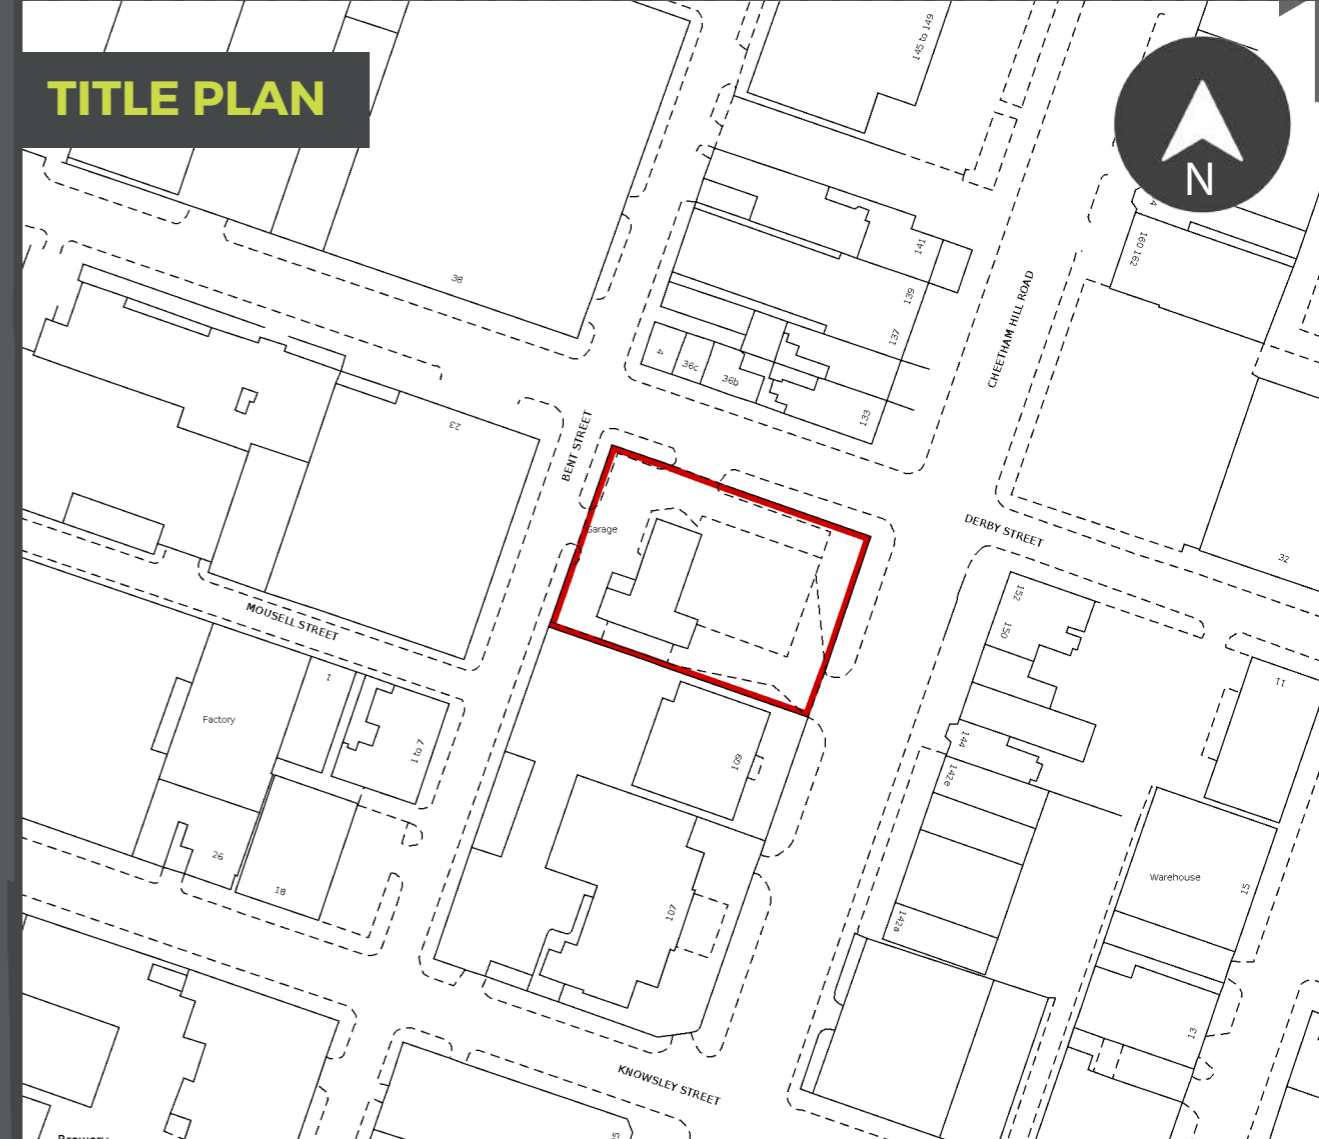 TITLE PLAN
145 to 149
N
160 162
141
38
139
CHEETHAM HILL ROAD
137
4
36c
36b
133
23
BENT STREET
Garage
DERBY STREET
32
152
MOUSELL STREET
150
1
11
Factory
144
1 to 7
109
142e
26
Warehouse
15
18
107
142a
13
KNOWSLEY STREET